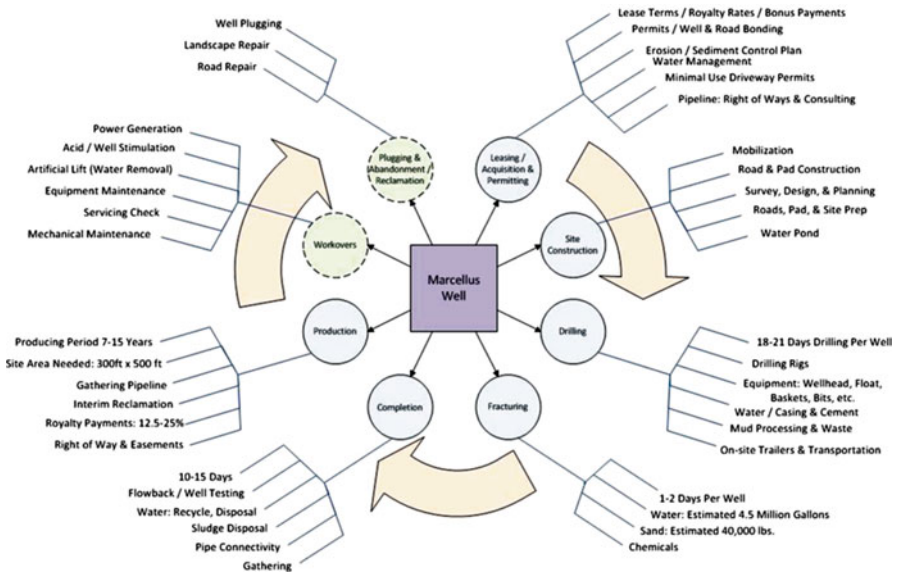 Well Plugging
Landscape Repair
Road Repair
Lease Terms / Royalty Rates / Bonus Payments
Permits / Well & Road Bonding
Erosion / Sediment Control Plan
Water Management
Minimal Use Driveway Permits
Pipeline: Right of Ways & Consulting
Power Generation
Acid / Well Stimulation
Artificial Lift (Water Removal)
Equipment Maintenance
Servicing Check
Mechanical Maintenance
Plugging &
Abandonment /
Reclamation
Leasing /
Acquisition &
Permitting
Mobilization
Road & Pad Construction
Survey, Design, & Planning
Roads, Pad, & Site Prep
Water Pond
Workovers
Site
Construction
Marcellus
Well
Production
Drilling
Completion
Fracturing
Producing Period 7-15 Years
Site Area Needed: 300ft x 500 ft
Gathering Pipeline
Interim Reclamation
Royalty Payments: 12.5-25%
Right of Way & Easements
18-21 Days Drilling Per Well
Drilling Rigs
Equipment: Wellhead, Float,
Baskets, Bits, etc.
Water / Casing & Cement
Mud Processing & Waste
On-site Trailers & Transportation
10-15 Days
Flowback / Well Testing
Water: Recycle, Disposal
Sludge Disposal
Pipe Connectivity
Gathering
1-2 Days Per Well
Water: Estimated 4.5 Million Gallons
Sand: Estimated 40,000 lbs.
Chemicals